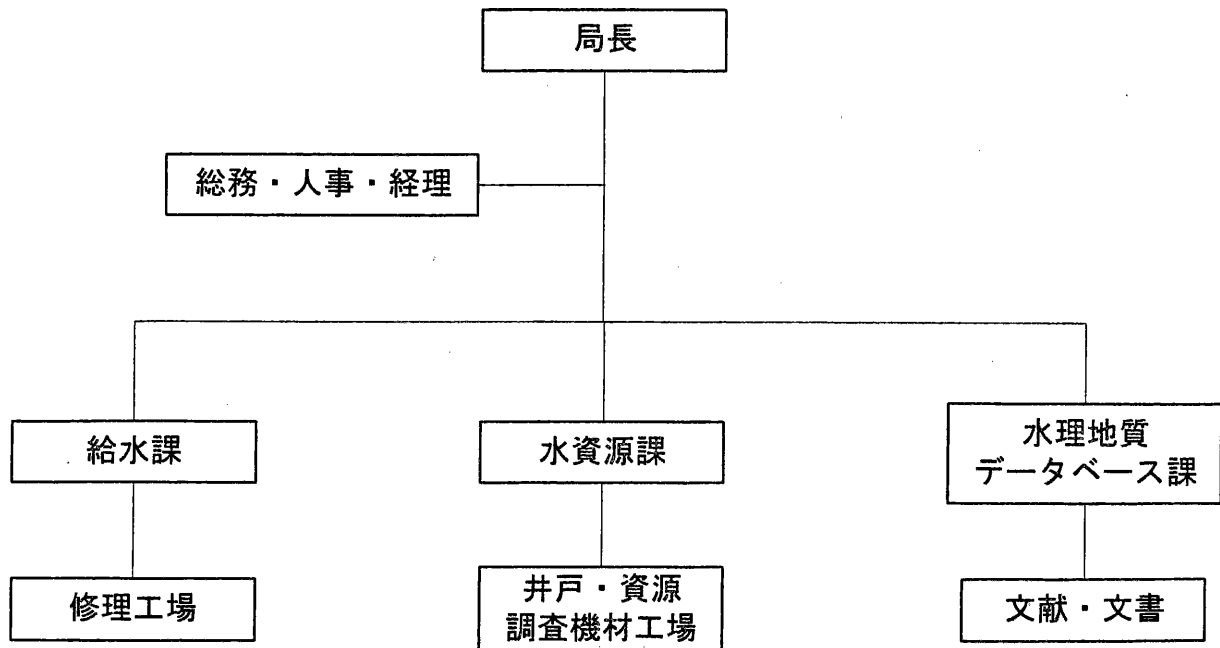 局長
総務・人事・経理
給水課
水資源課
水理地質
データベース課
修理工場
井戸・資源
調査機材工場
文献・文書